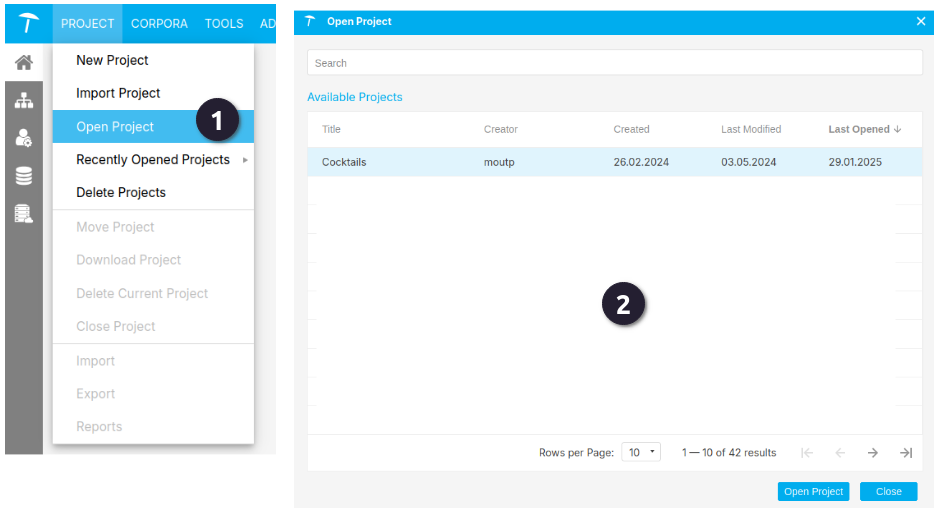 PROJECT CORPORA TOOLS AD
New Project
Import Project
Open Project
1
Recently Opened Projects
Delete Projects
Move Project
Download Project
Delete Current Project
Close Project
Import
Export
Reports
Open Project
Search
Available Projects
Title Creator Created Last Modified Last Opened
Cocktails moutp 26.02.2024 03.05.2024 29.01.2025
2
Rows per Page: 10 1 — 10 of 42 results
Open Project Close